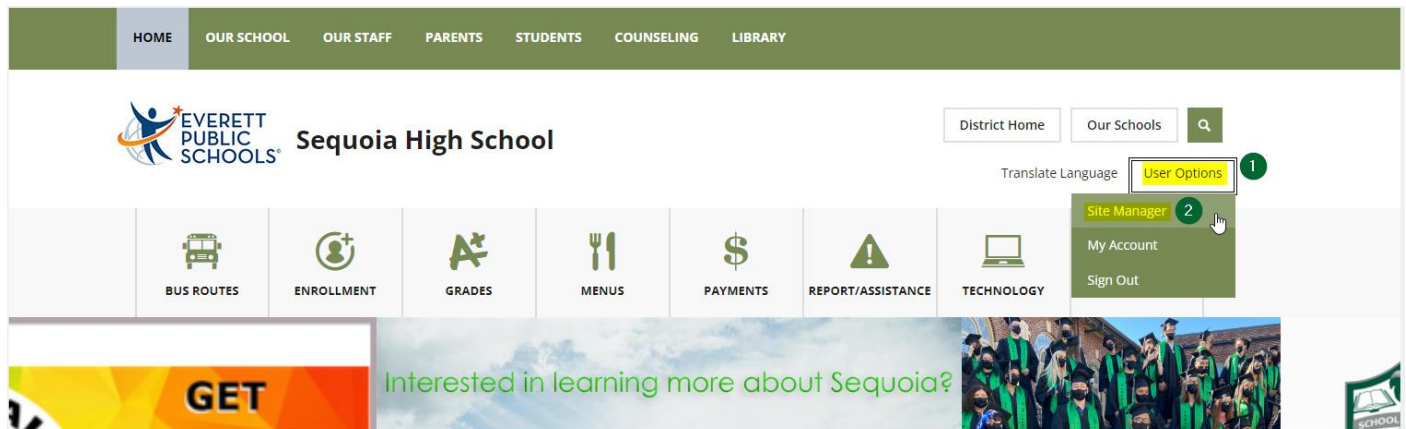 HOME OUR SCHOOL OUR STAFF PARENTS STUDENTS COUNSELING LIBRARY
EVERETT
PUBLIC
SCHOOLS®
Sequoia High School
District Home Our Schools
Translate Language User Options 1
Site Manager 2
My Account
Sign Out
BUS ROUTES ENROLLMENT GRADES MENUS PAYMENTS REPORT/ASSISTANCE TECHNOLOGY
GET
Interested in learning more about Sequoia?
SCHOOL